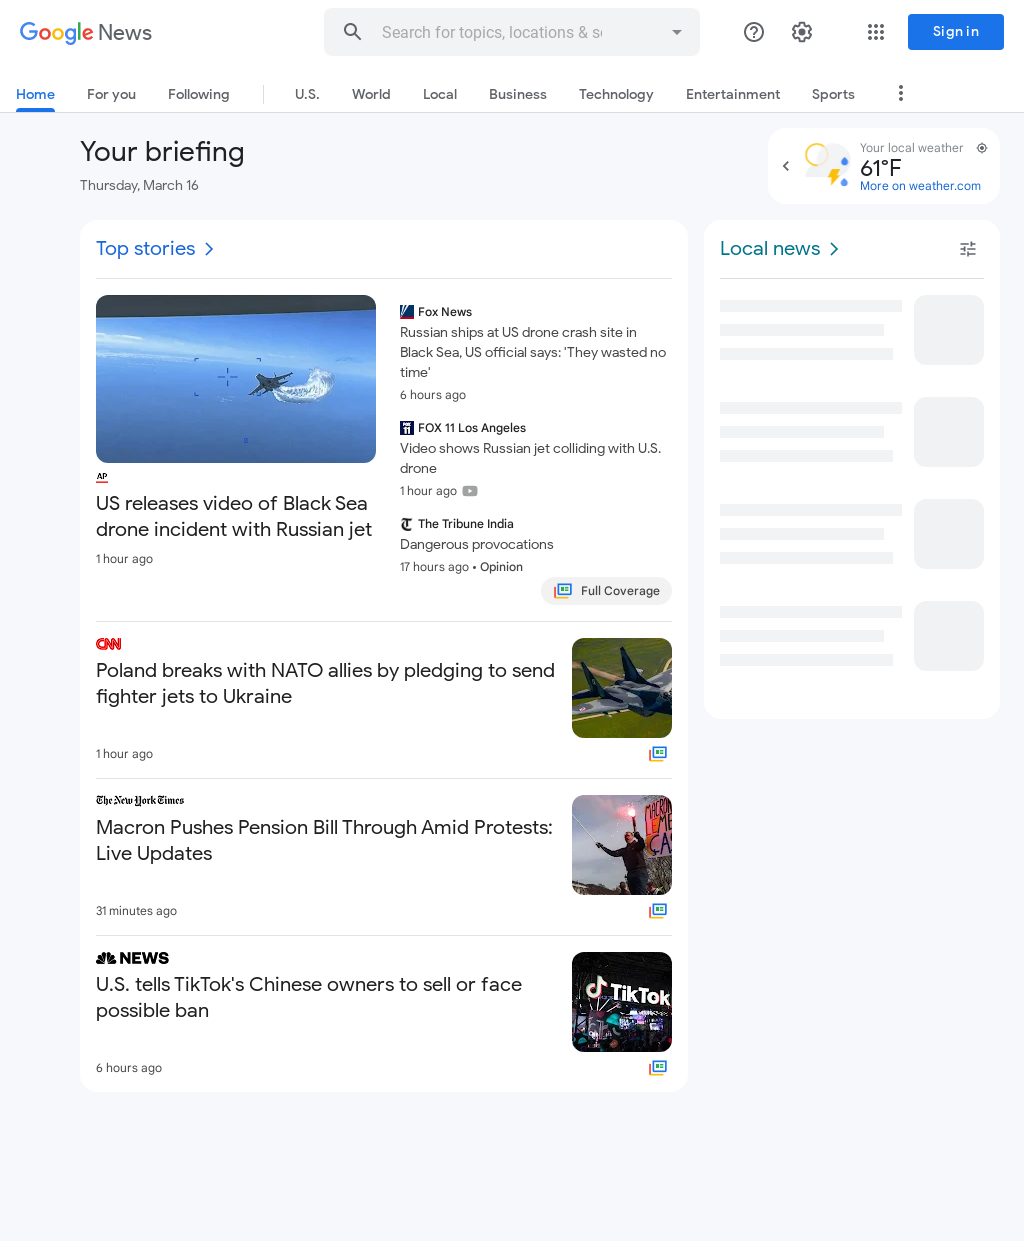 Google News
Search for topics, locations & so
Sign in
Home
For you
Following
U.S.
World
Local
Business
Technology
Entertainment
Sports
Your briefing
Thursday, March 16
Your local weather
61°F
More on weather.com
Top stories
Local news
AP
US releases video of Black Sea
drone incident with Russian jet
1 hour ago
Fox News
Russian ships at US drone crash site in
Black Sea, US official says: 'They wasted no
time'
6 hours ago
FOX 11 Los Angeles
Video shows Russian jet colliding with U.S.
drone
1 hour ago
The Tribune India
Dangerous provocations
17 hours ago • Opinion
Full Coverage
CNN
Poland breaks with NATO allies by pledging to send
fighter jets to Ukraine
1 hour ago
The New York Times
Macron Pushes Pension Bill Through Amid Protests:
Live Updates
MACRON
31 minutes ago
NEWS
U.S. tells TikTok's Chinese owners to sell or face
possible ban
TikTok
6 hours ago